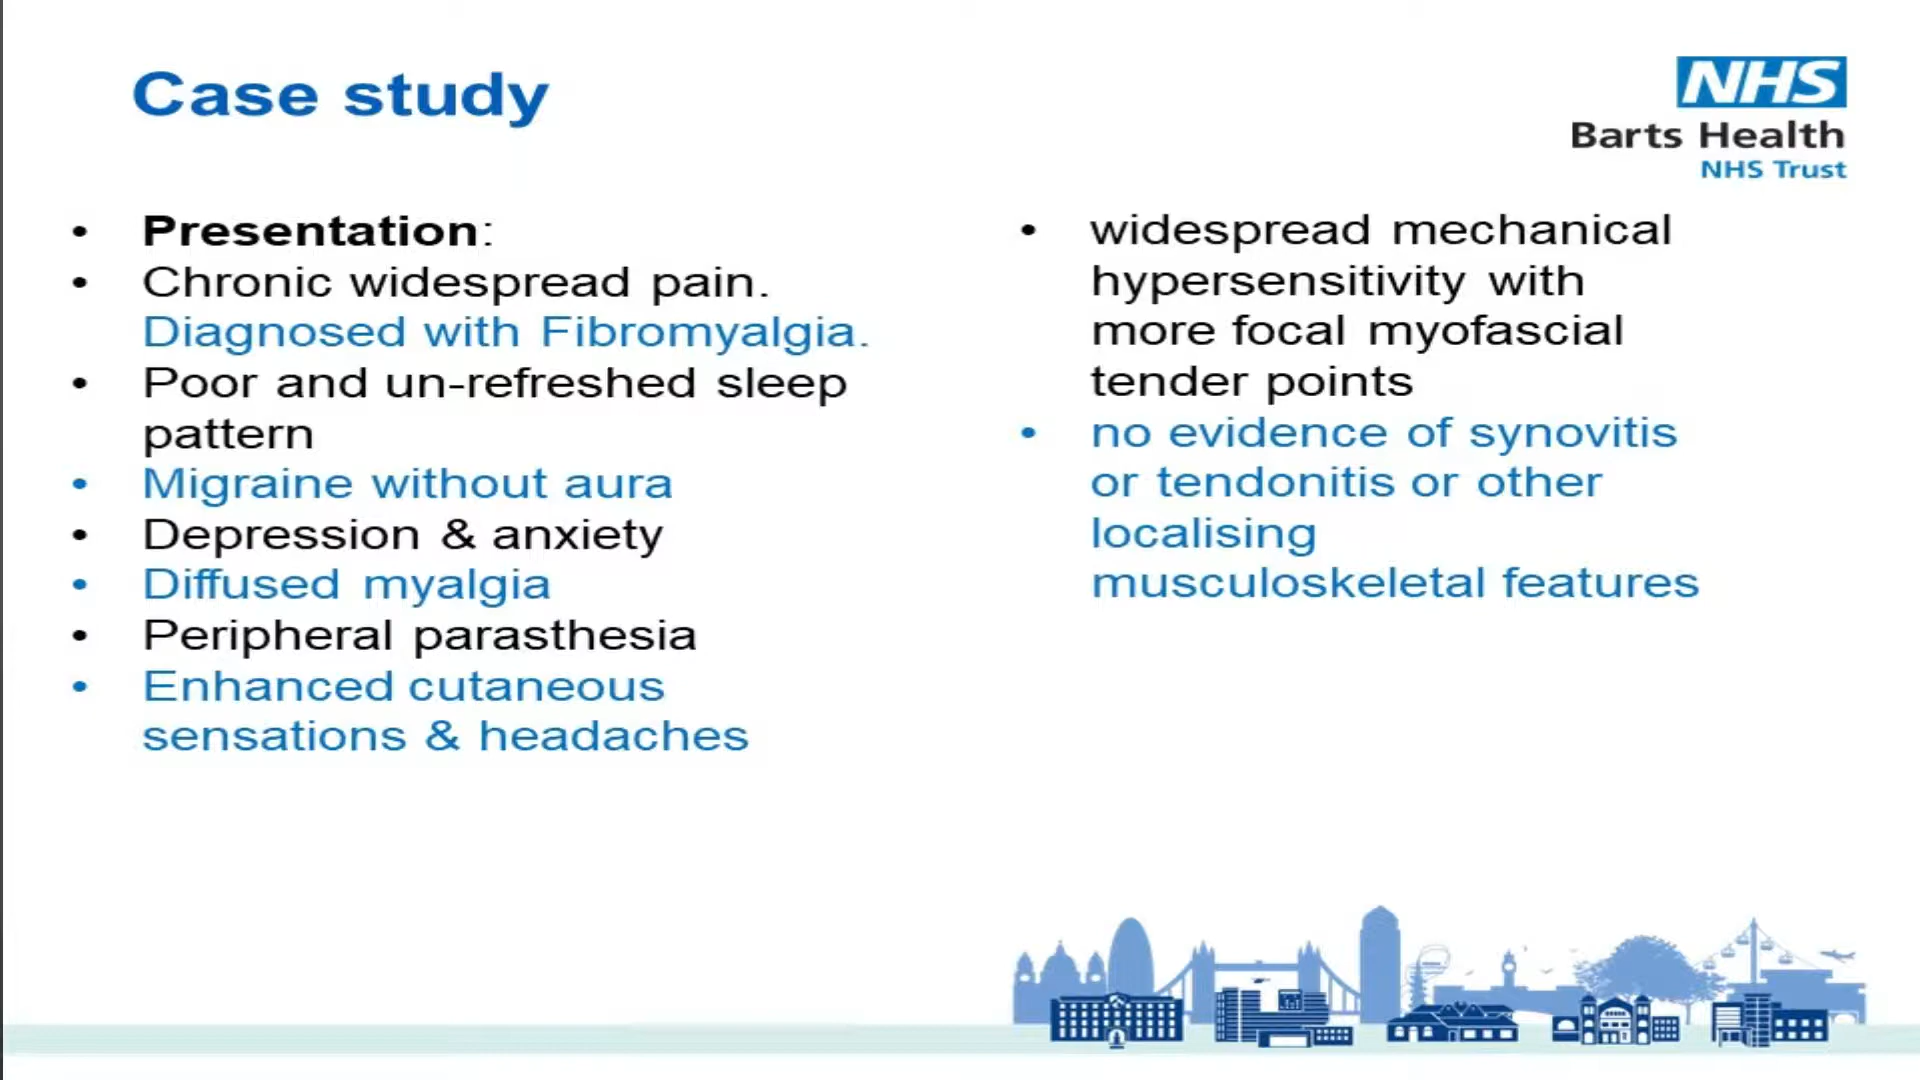 Case study
NHS
Barts Health
NHS Trust
• Presentation:
• Chronic widespread pain.
Diagnosed with Fibromyalgia.
• Poor and un-refreshed sleep
pattern
• Migraine without aura
• Depression & anxiety
• Diffused myalgia
• Peripheral parasthesia
• Enhanced cutaneous
sensations & headaches
• widespread mechanical
hypersensitivity with
more focal myofascial
tender points
• no evidence of synovitis
or tendonitis or other
localising
musculoskeletal features